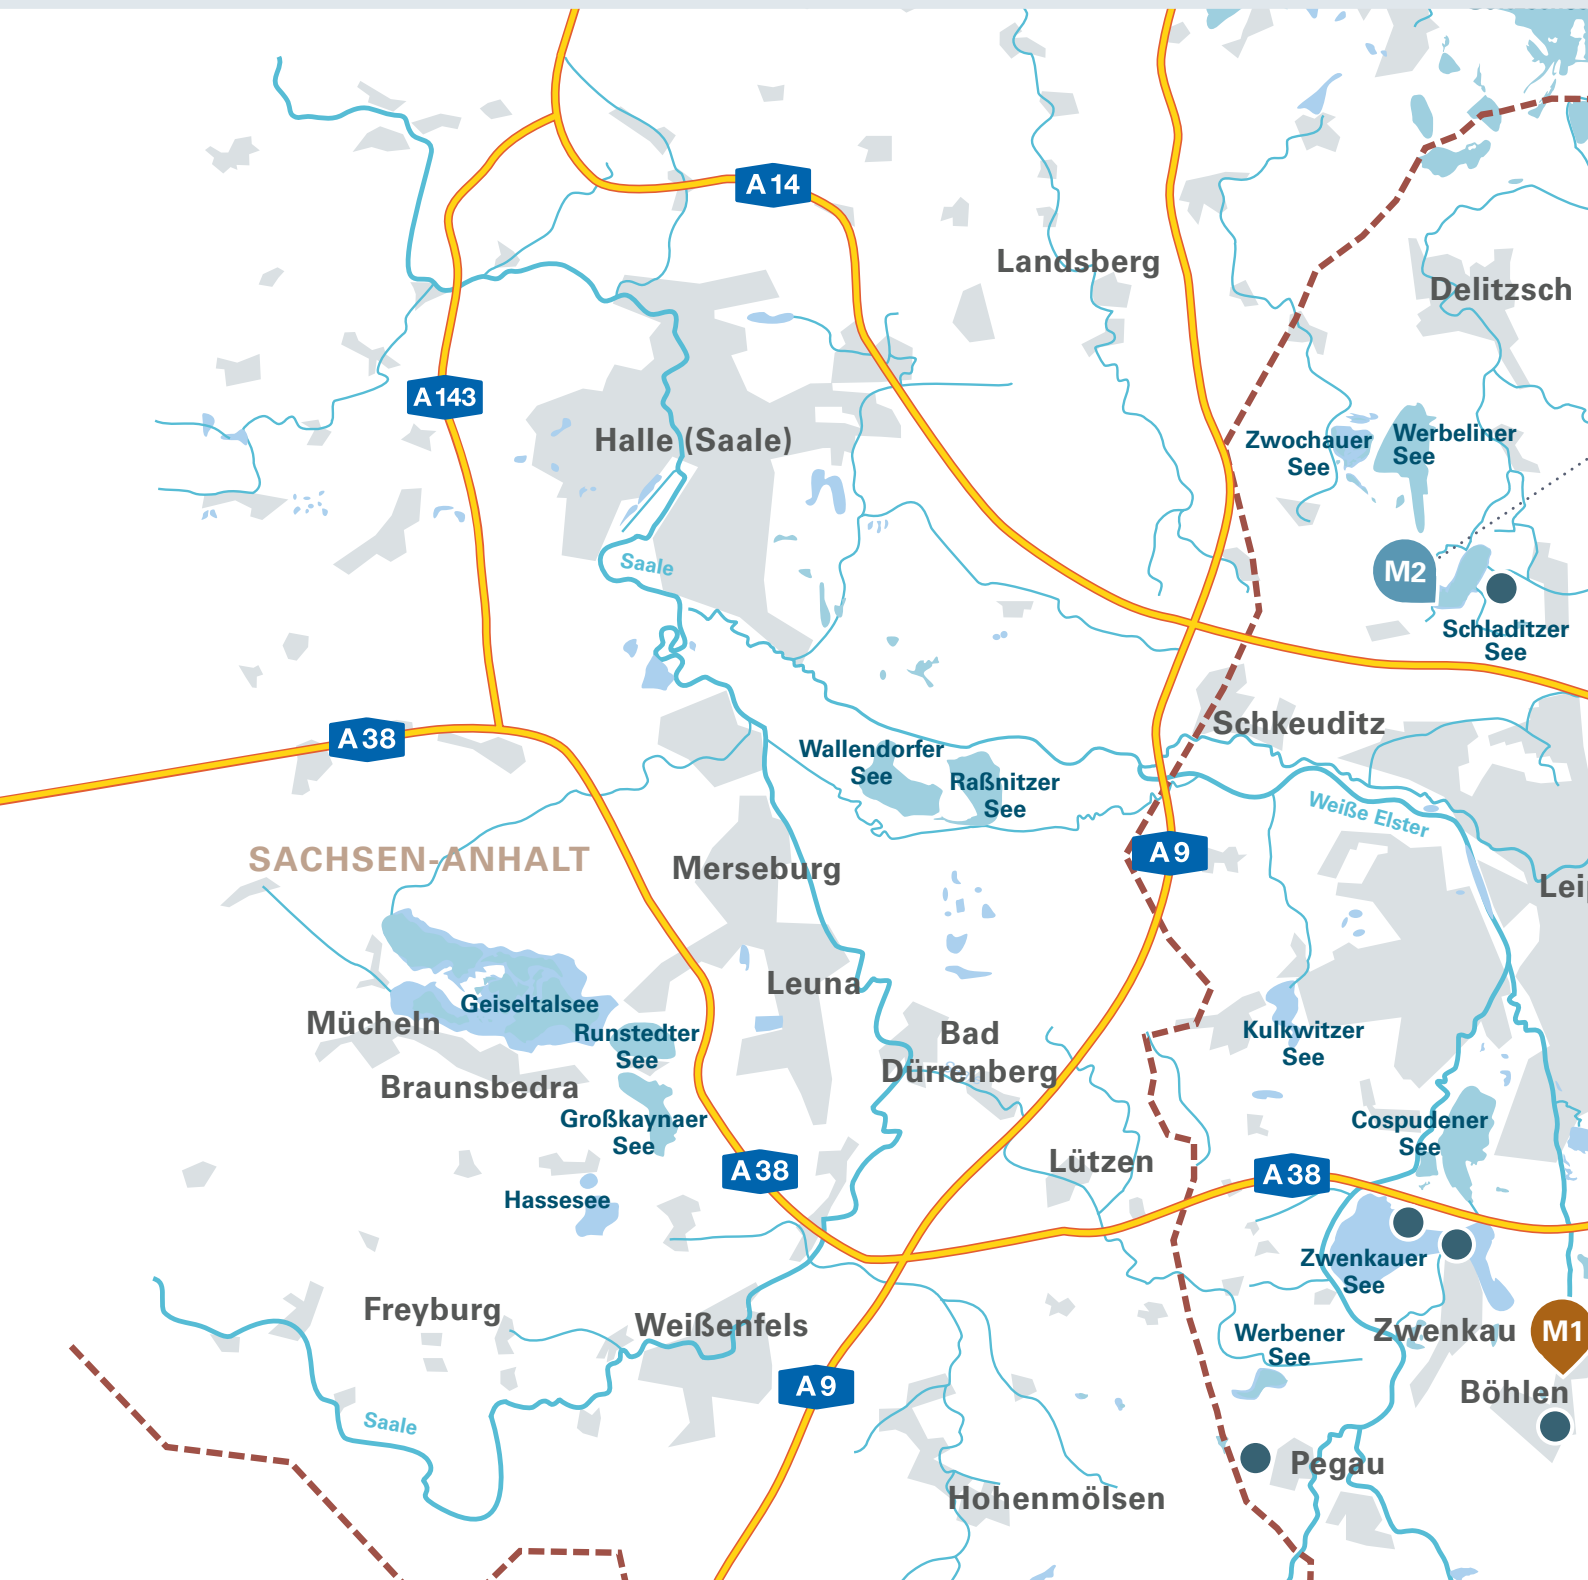 A 14
Landsberg
Delitzsch
A 143
Halle (Saale)
Zwochauer
See
Werbeliner
See
Saale
M2
Schladitzer
See
Schkeuditz
A 38
Wallendorfer
See
Raßnitzer
See
Weiße Elster
A 9
SACHSEN-ANHALT
Merseburg
Leip
Leuna
Geiseltalsee
Mücheln
Runstedter
See
Bad
Dürrenberg
Kulkwitzer
See
Braunsbedra
Großkaynaer
See
Cospudener
See
Lützen
A 38
A 38
Hassesee
Zwenkauer
See
Freyburg
Weißenfels
Werbener
See
Zwenkau
M1
A 9
Böhlen
Saale
Pegau
Hohenmölsen